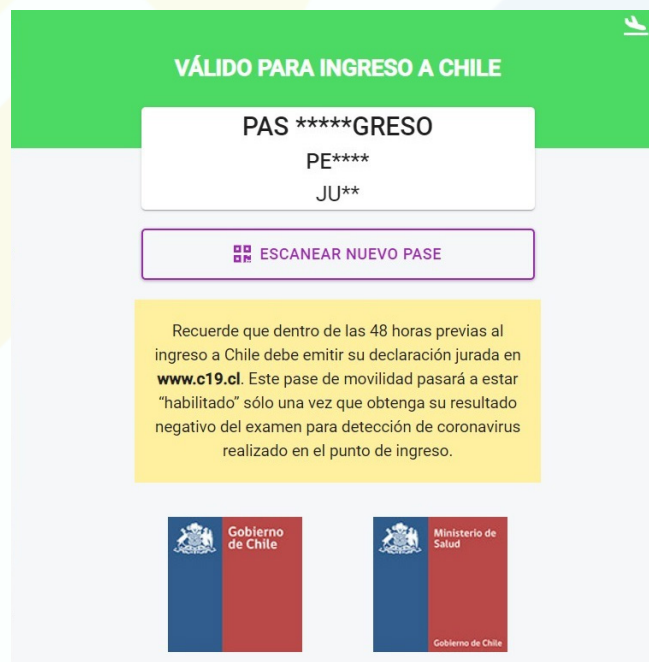 VÁLIDO PARA INGRESO A CHILE
PAS *****GRESO
PE****
JU**
ESCANEAR NUEVO PASE
Recuerde que dentro de las 48 horas previas al
ingreso a Chile debe emitir su declaración jurada en
www.c19.cl. Este pase de movilidad pasará a estar
“habilitado” sólo una vez que obtenga su resultado
negativo del examen para detección de coronavirus
realizado en el punto de ingreso.
Gobierno
de Chile
Ministerio de
Salud
Gobierno de Chile